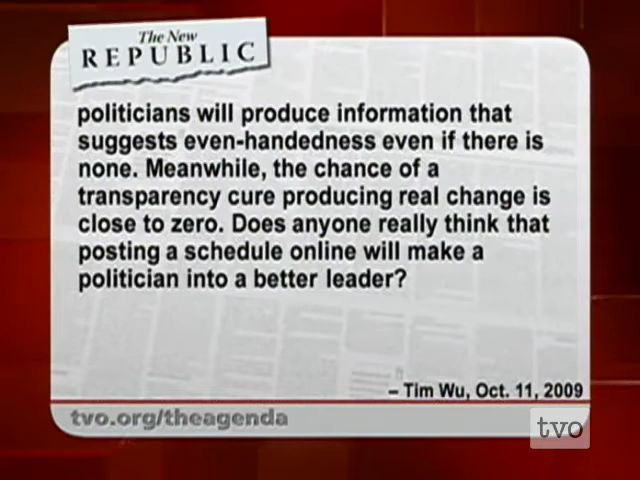 The New
REPUBLIC
politicians will produce information that
suggests even-handedness even if there is
none. Meanwhile, the chance of a
transparency cure producing real change is
close to zero. Does anyone really think that
posting a schedule online will make a
politician into a better leader?
– Tim Wu, Oct. 11, 2009
tvo.org/theagenda
tvo